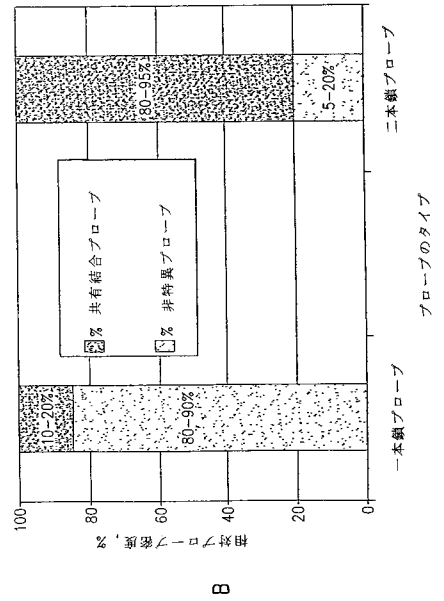 B
相対プローブ密度, %
100
80
60
40
20
0
10-20%
80-90%
80-95%
5-20%
% 共有結合プローブ
% 非特異プローブ
一本鎖プローブ
二本鎖プローブ
プローブのタイプ